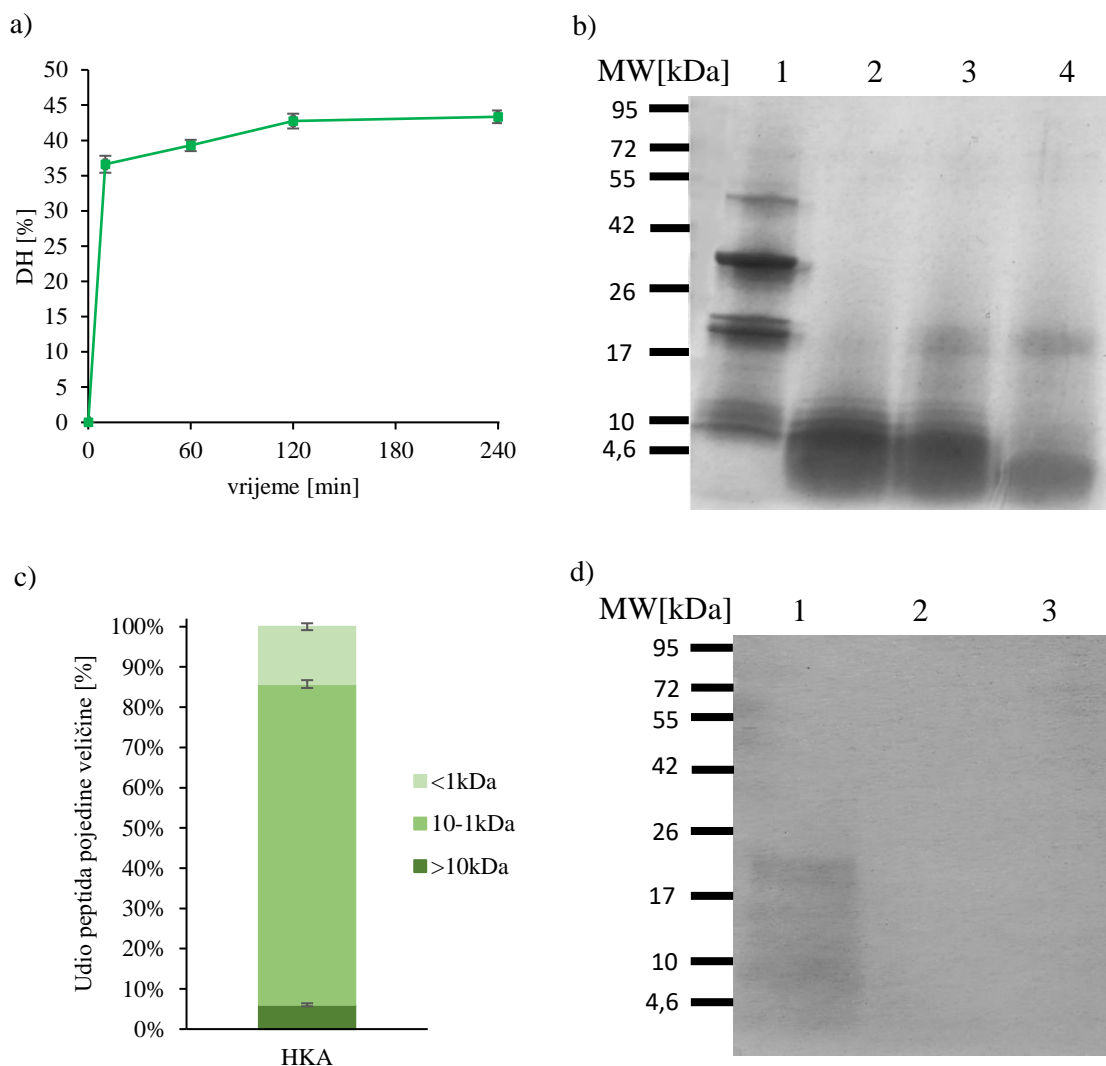 a)
50
45
40
35
30
25
20
15
10
5
0
DH [%]
0 60 120 180 240
vrijeme [min]
b)
MW[kDa] 1 2 3 4
95
72
55
42
26
17
10
4,6
c)
100%
90%
80%
70%
60%
50%
40%
30%
20%
10%
0%
Udio peptida pojedine veličine [%]
HKA
<1kDa
10-1kDa
>10kDa
d)
MW[kDa] 1 2 3
95
72
55
42
26
17
10
4,6